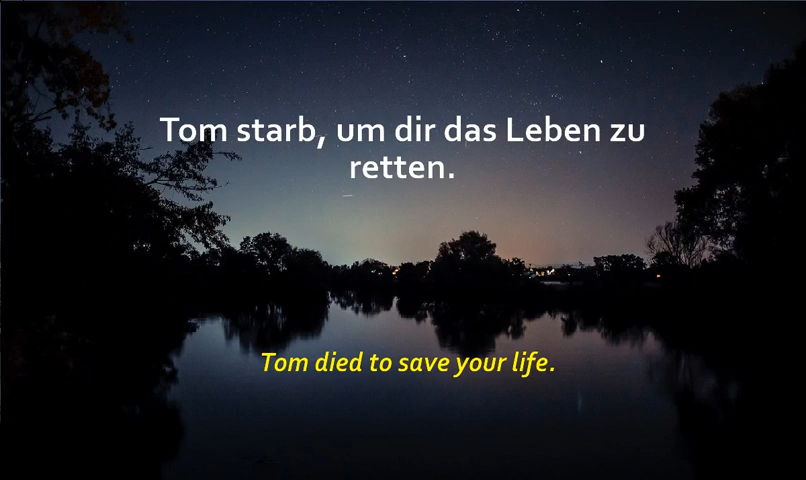 Tom starb, um dir das Leben zu
retten.
Tom died to save your life.